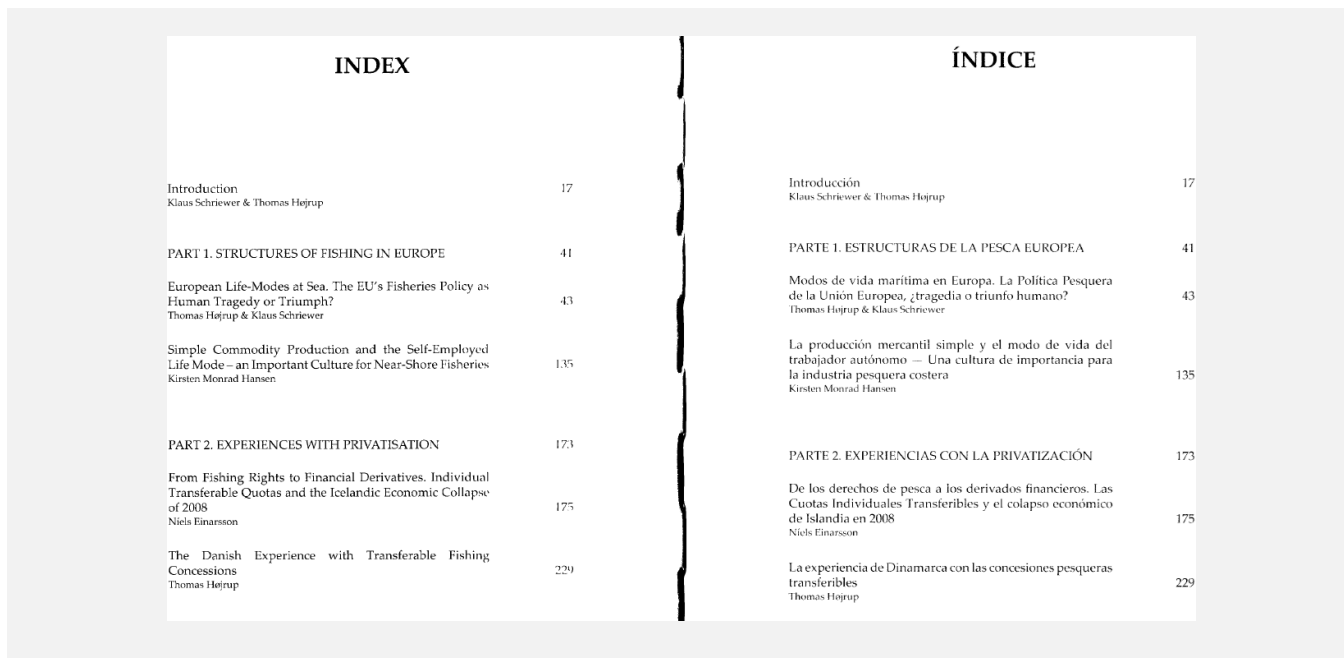 INDEX
Introduction 17
Klaus Schriewer & Thomas Højrup
PART 1. STRUCTURES OF FISHING IN EUROPE 41
European Life-Modes at Sea. The EU's Fisheries Policy as
Human Tragedy or Triumph? 43
Thomas Højrup & Klaus Schriewer
Simple Commodity Production and the Self-Employed
Life Mode – an Important Culture for Near-Shore Fisheries 135
Kirsten Monrad Hansen
PART 2. EXPERIENCES WITH PRIVATISATION 173
From Fishing Rights to Financial Derivatives. Individual
Transferable Quotas and the Icelandic Economic Collapse
of 2008 175
Níels Einarsson
The Danish Experience with Transferable Fishing
Concessions 229
Thomas Højrup
ÍNDICE
Introducción 17
Klaus Schriewer & Thomas Højrup
PARTE 1. ESTRUCTURAS DE LA PESCA EUROPEA 41
Modos de vida marítima en Europa. La Política Pesquera
de la Unión Europea, ¿tragedia o triunfo humano? 43
Thomas Højrup & Klaus Schriewer
La producción mercantil simple y el modo de vida del
trabajador autónomo — Una cultura de importancia para
la industria pesquera costera 135
Kirsten Monrad Hansen
PARTE 2. EXPERIENCIAS CON LA PRIVATIZACIÓN 173
De los derechos de pesca a los derivados financieros. Las
Cuotas Individuales Transferibles y el colapso económico
de Islandia en 2008 175
Níels Einarsson
La experiencia de Dinamarca con las concesiones pesqueras
transferibles 229
Thomas Højrup